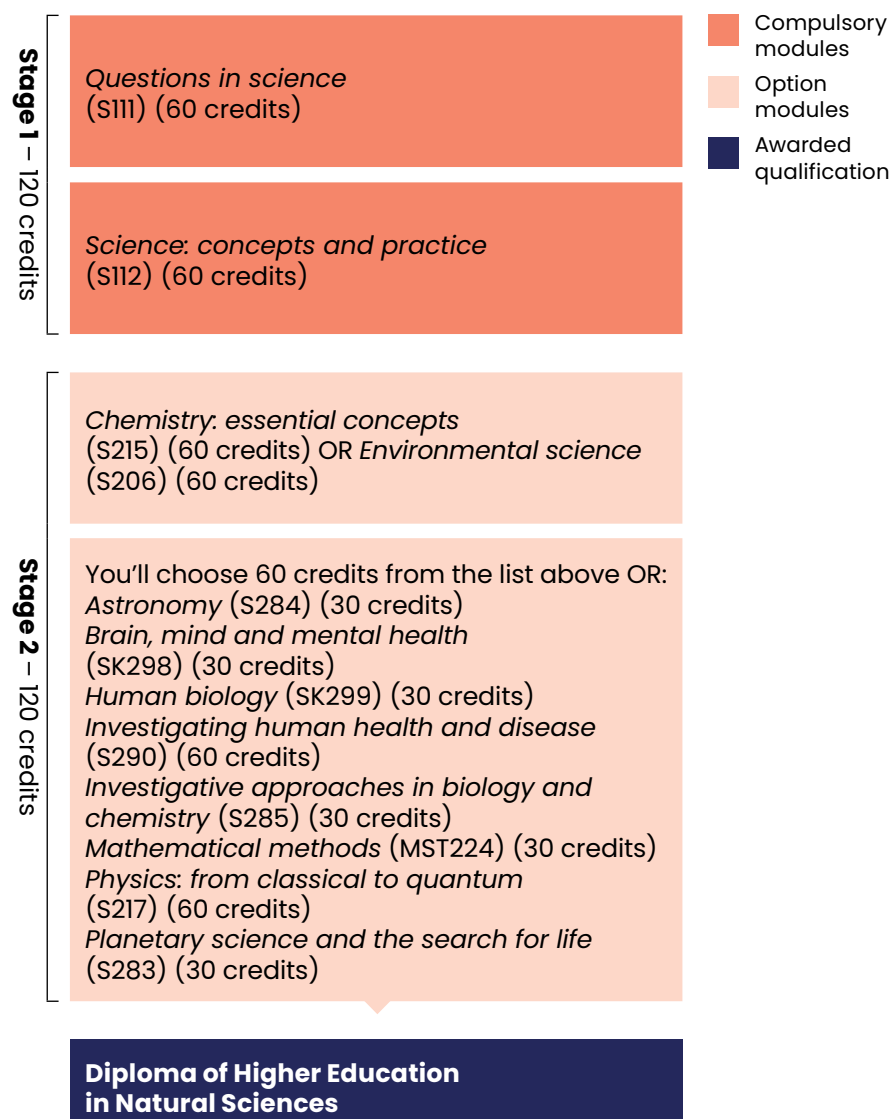 Stage 1 – 120 credits
Questions in science
(S111) (60 credits)
Science: concepts and practice
(S112) (60 credits)
Compulsory
modules
Option
modules
Awarded
qualification
Stage 2 – 120 credits
Chemistry: essential concepts
(S215) (60 credits) OR Environmental science
(S206) (60 credits)
You’ll choose 60 credits from the list above OR:
Astronomy (S284) (30 credits)
Brain, mind and mental health
(SK298) (30 credits)
Human biology (SK299) (30 credits)
Investigating human health and disease
(S290) (60 credits)
Investigative approaches in biology and
chemistry (S285) (30 credits)
Mathematical methods (MST224) (30 credits)
Physics: from classical to quantum
(S217) (60 credits)
Planetary science and the search for life
(S283) (30 credits)
Diploma of Higher Education
in Natural Sciences